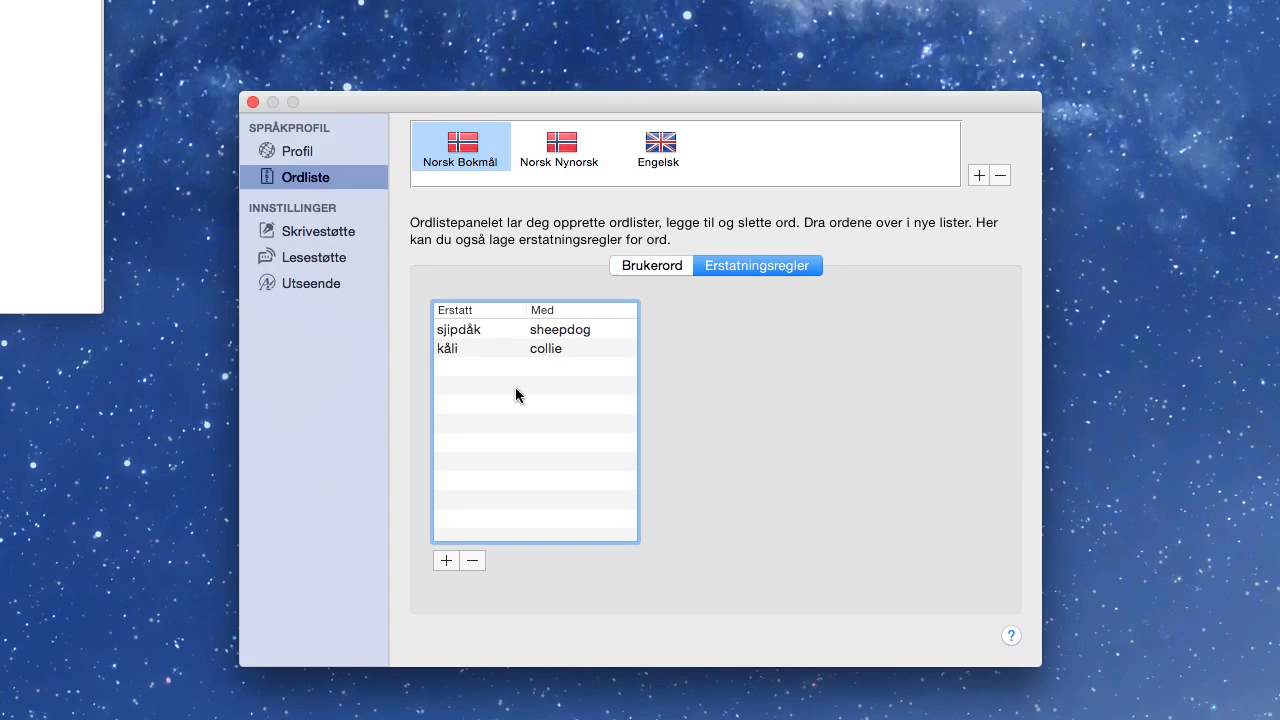 SPRÅKPROFIL
Profil
Ordliste
INNSTILLINGER
Skrivestøtte
Lesestøtte
Utseende
Norsk Bokmål Norsk Nynorsk Engelsk
Ordlistepanelet lar deg opprette ordlister, legge til og slette ord. Dra ordene over i nye lister. Her
kan du også lage erstatningsregler for ord.
Brukerord Erstatningsregler
Erstatt Med
sjipdåk sheepdog
kåli collie